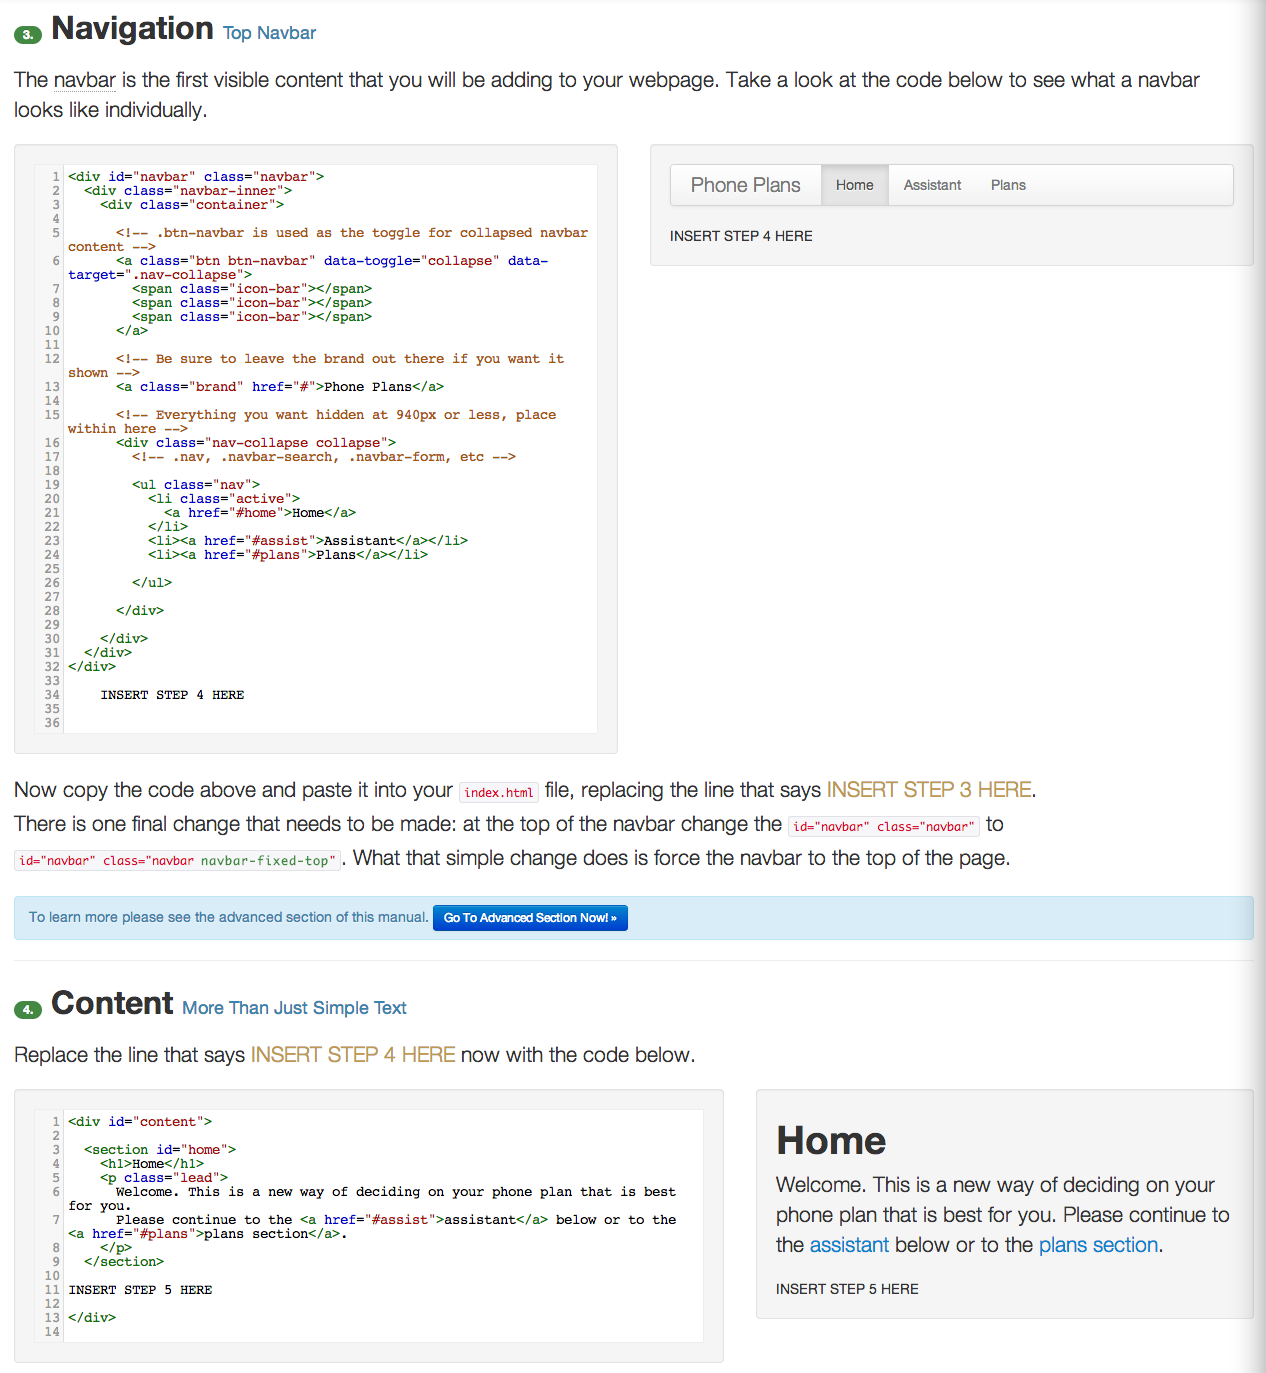 3. Navigation Top Navbar
The navbar is the first visible content that you will be adding to your webpage. Take a look at the code below to see what a navbar
looks like individually.
1 <div id="navbar" class="navbar">
2 <div class="navbar-inner">
3 <div class="container">
4
5 <!-- .btn-navbar is used as the toggle for collapsed navbar
content -->
6 <a class="btn btn-navbar" data-toggle="collapse" data-
target=".nav-collapse">
7 <span class="icon-bar"></span>
8 <span class="icon-bar"></span>
9 <span class="icon-bar"></span>
10 </a>
11
12 <!-- Be sure to leave the brand out there if you want it
shown -->
13 <a class="brand" href="#">Phone Plans</a>
14
15 <!-- Everything you want hidden at 940px or less, place
within here -->
16 <div class="nav-collapse collapse">
17 <!-- .nav, .navbar-search, .navbar-form, etc -->
18
19 <ul class="nav">
20 <li class="active">
21 <a href="#home">Home</a>
22 </li>
23 <li><a href="#assist">Assistant</a></li>
24 <li><a href="#plans">Plans</a></li>
25
26 </ul>
27
28 </div>
29
30 </div>
31 </div>
32 </div>
33
34 INSERT STEP 4 HERE
35
36
Phone Plans Home Assistant Plans
INSERT STEP 4 HERE
Now copy the code above and paste it into your index.html file, replacing the line that says INSERT STEP 3 HERE.
There is one final change that needs to be made: at the top of the navbar change the id="navbar" class="navbar" to
id="navbar" class="navbar navbar-fixed-top". What that simple change does is force the navbar to the top of the page.
To learn more please see the advanced section of this manual. Go To Advanced Section Now! »
4. Content More Than Just Simple Text
Replace the line that says INSERT STEP 4 HERE now with the code below.
1 <div id="content">
2
3 <section id="home">
4 <h1>Home</h1>
5 <p class="lead">
6 Welcome. This is a new way of deciding on your phone plan that is best
for you.
7 Please continue to the <a href="#assist">assistant</a> below or to the
<a href="#plans">plans section</a>.
8 </p>
9 </section>
10
11 INSERT STEP 5 HERE
12
13 </div>
14
Home
Welcome. This is a new way of deciding on your
phone plan that is best for you. Please continue to
the assistant below or to the plans section.
INSERT STEP 5 HERE